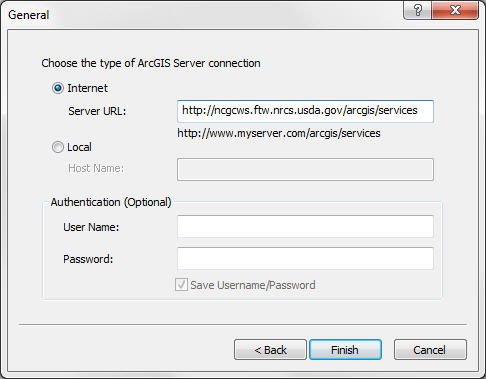 General
?
Choose the type of ArcGIS Server connection
Internet
Server URL: http://ncgcws.ftw.nrcs.usda.gov/arcgis/services
http://www.myserver.com/arcgis/services
Local
Host Name:
Authentication (Optional)
User Name:
Password:
Save Username/Password
< Back Finish Cancel